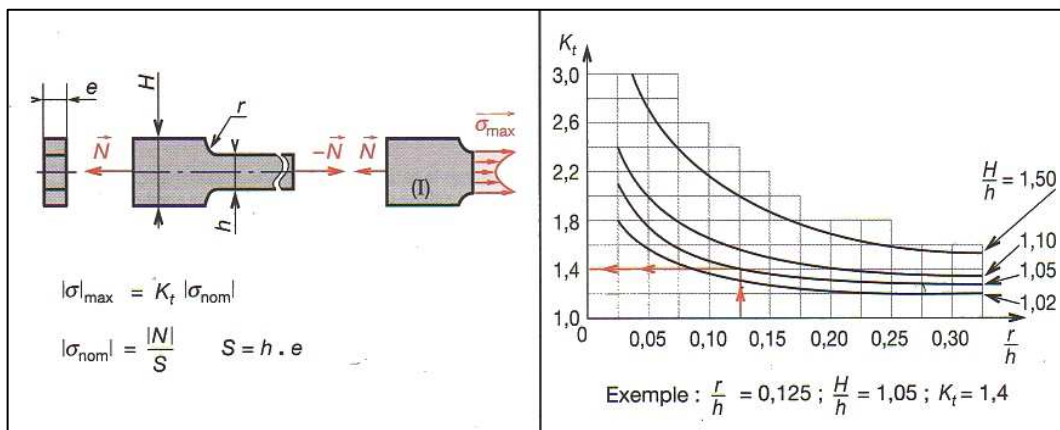 e
H
r
N
-N
N
σmax
(I)
h
|σ|max = Kt |σnom|
|σnom| = |N| / S    S = h . e
Kt
3,0
2,6
2,2
1,8
1,4
1,0
0
0,05
0,10
0,15
0,20
0,25
0,30
r/h
H/h = 1,50
1,10
1,05
1,02
Exemple : r/h = 0,125 ; H/h = 1,05 ; Kt = 1,4